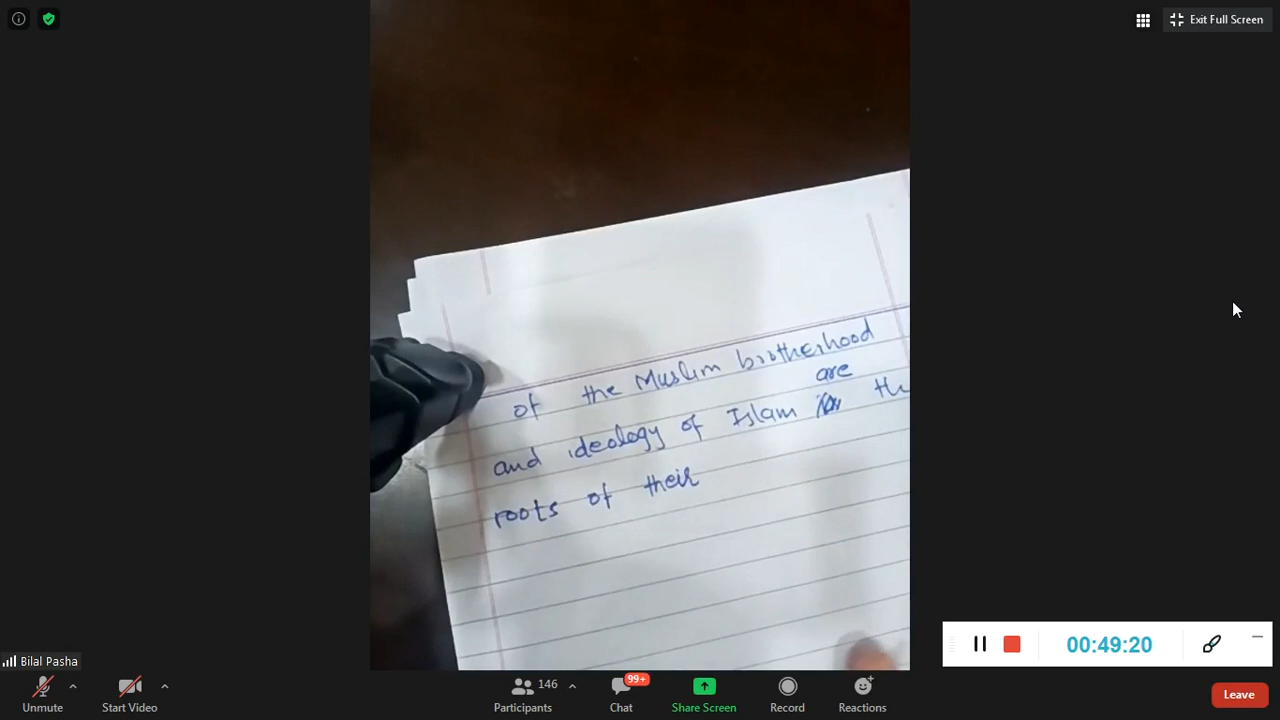 Exit Full Screen
of the Muslim brotherhood
are
and ideology of Islam the
roots of their
00:49:20
Bilal Pasha
Unmute
Start Video
146
Participants
99+
Chat
Share Screen
Record
Reactions
Leave